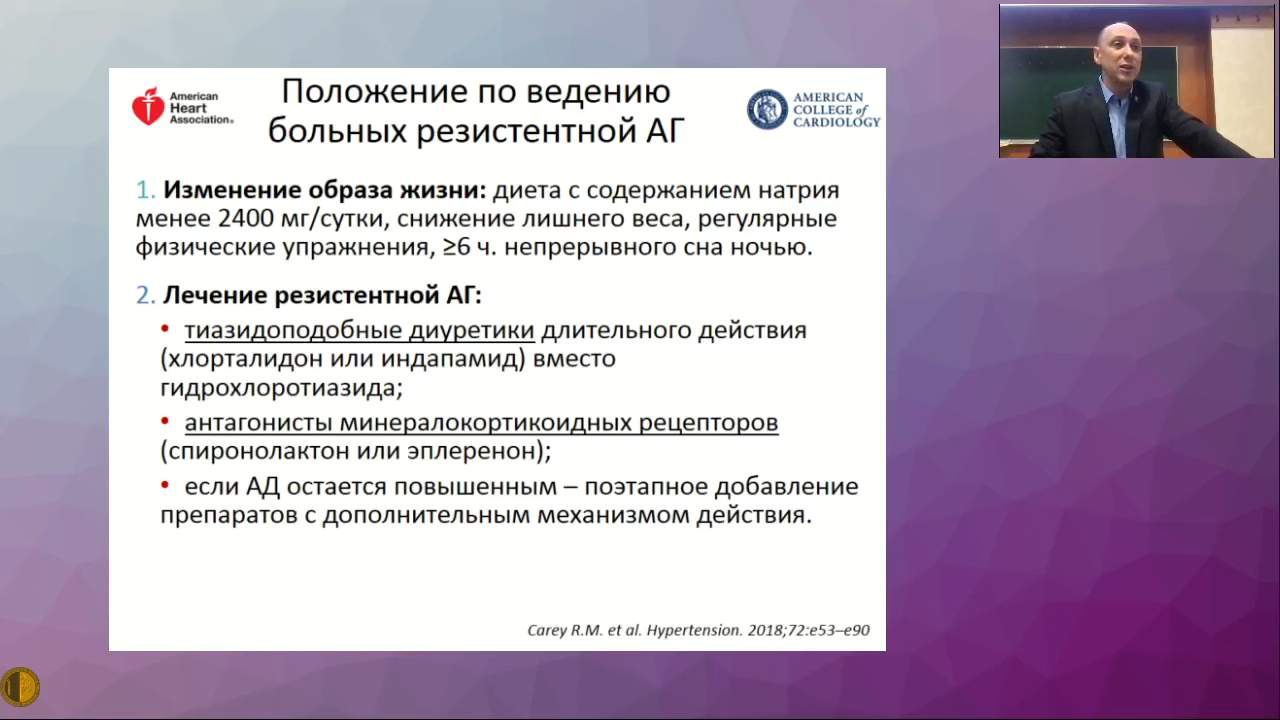 American
Heart
Association®
Положение по ведению
больных резистентной АГ
AMERICAN
COLLEGE of
CARDIOLOGY
1. Изменение образа жизни: диета с содержанием натрия
менее 2400 мг/сутки, снижение лишнего веса, регулярные
физические упражнения, ≥6 ч. непрерывного сна ночью.
2. Лечение резистентной АГ:
• тиазидоподобные диуретики длительного действия
(хлорталидон или индапамид) вместо
гидрохлоротиазида;
• антагонисты минералокортикоидных рецепторов
(спиронолактон или эплеренон);
• если АД остается повышенным – поэтапное добавление
препаратов с дополнительным механизмом действия.
Carey R.M. et al. Hypertension. 2018;72:e53–e90